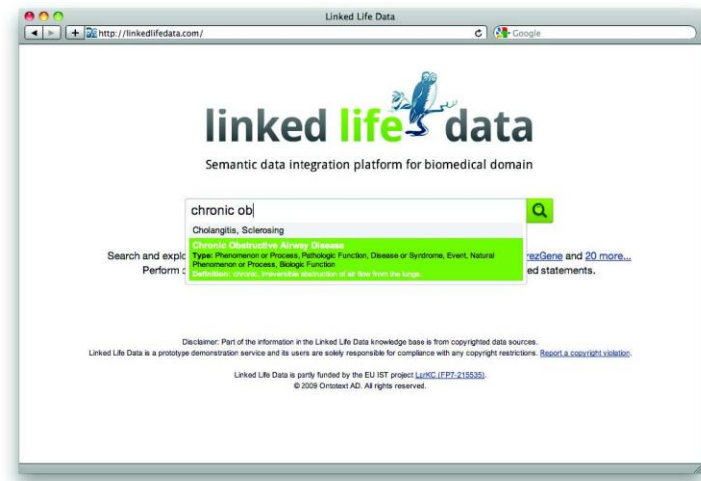 Linked Life Data
http://linkedlifedata.com/
Google
linked life data
Semantic data integration platform for biomedical domain
chronic ob
Cholangitis, Sclerosing
Chronic Obstructive Airway Disease
Type: Phenomenon or Process, Pathologic Function, Disease or Syndrome, Event, Natural
Phenomenon or Process, Biologic Function
Definition: chronic, irreversible obstruction of air flow from the lungs.
Search and explo rezGene and 20 more...
Perform ed statements.
Disclaimer: Part of the information in the Linked Life Data knowledge base is from copyrighted data sources.
Linked Life Data is a prototype demonstration service and its users are solely responsible for compliance with any copyright restrictions. Report a copyright violation.
Linked Life Data is partly funded by the EU IST project LarKC (FP7-215535).
© 2009 Ontotext AD. All rights reserved.